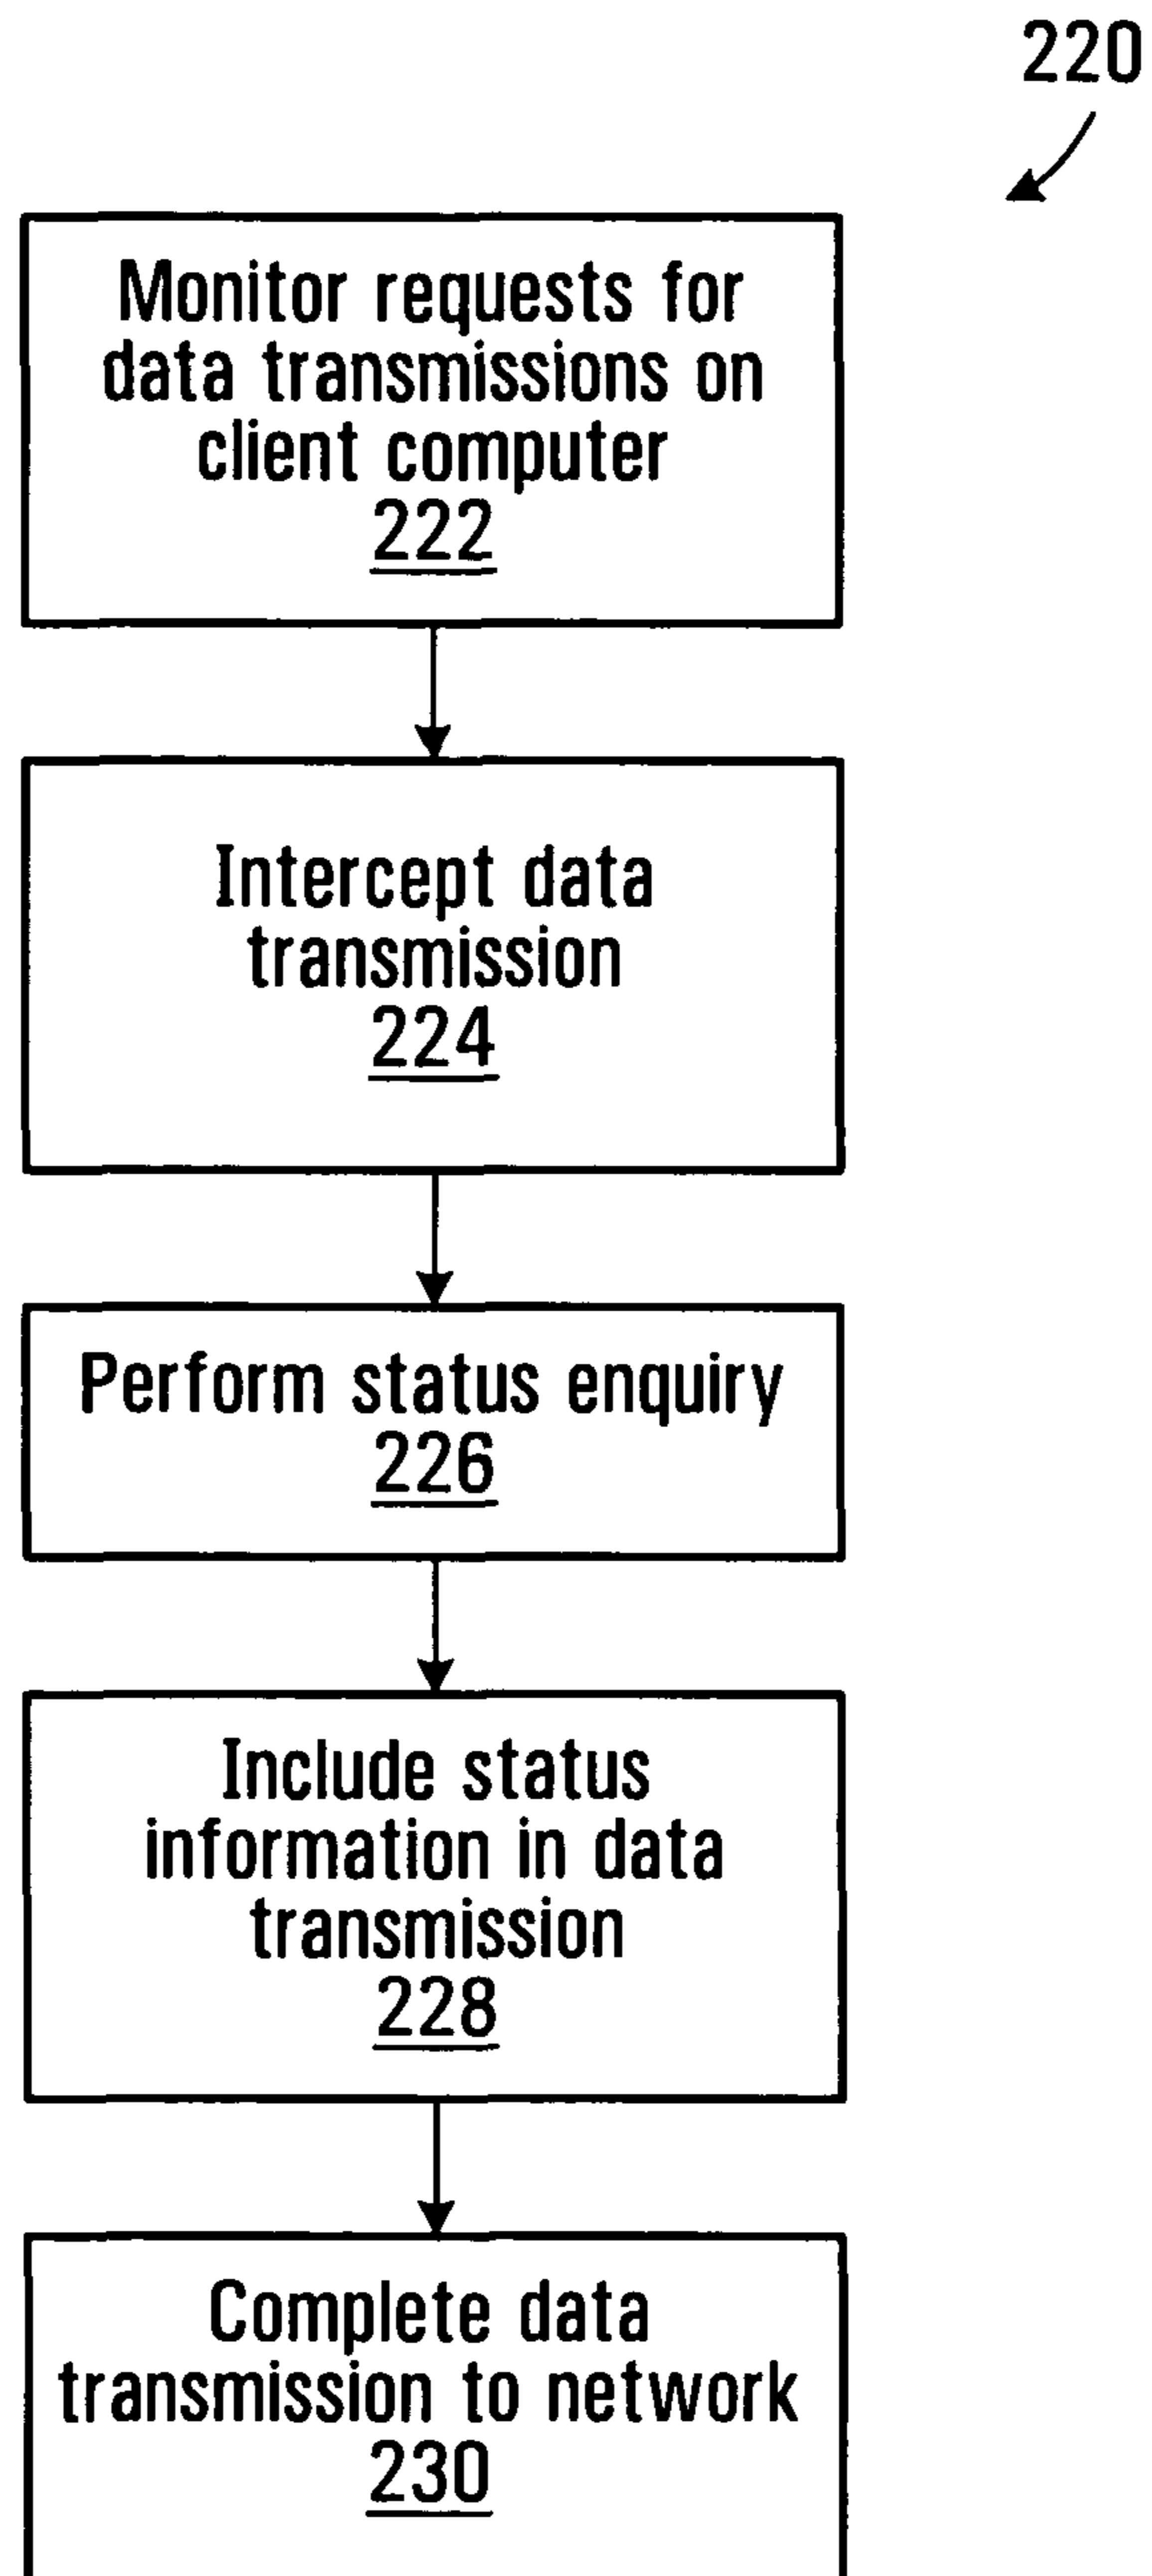 220
Monitor requests for
data transmissions on
client computer
222
Intercept data
transmission
224
Perform status enquiry
226
Include status
information in data
transmission
228
Complete data
transmission to network
230